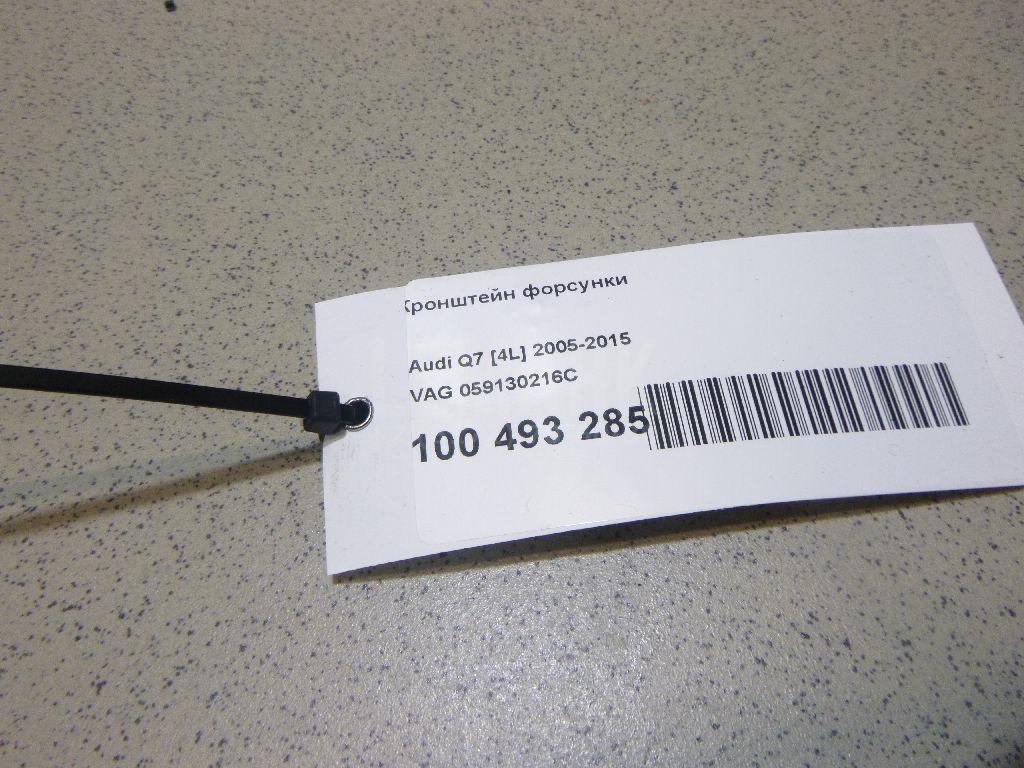 Кронштейн форсунки
Audi Q7 [4L] 2005-2015
VAG 059130216C
100 493 285